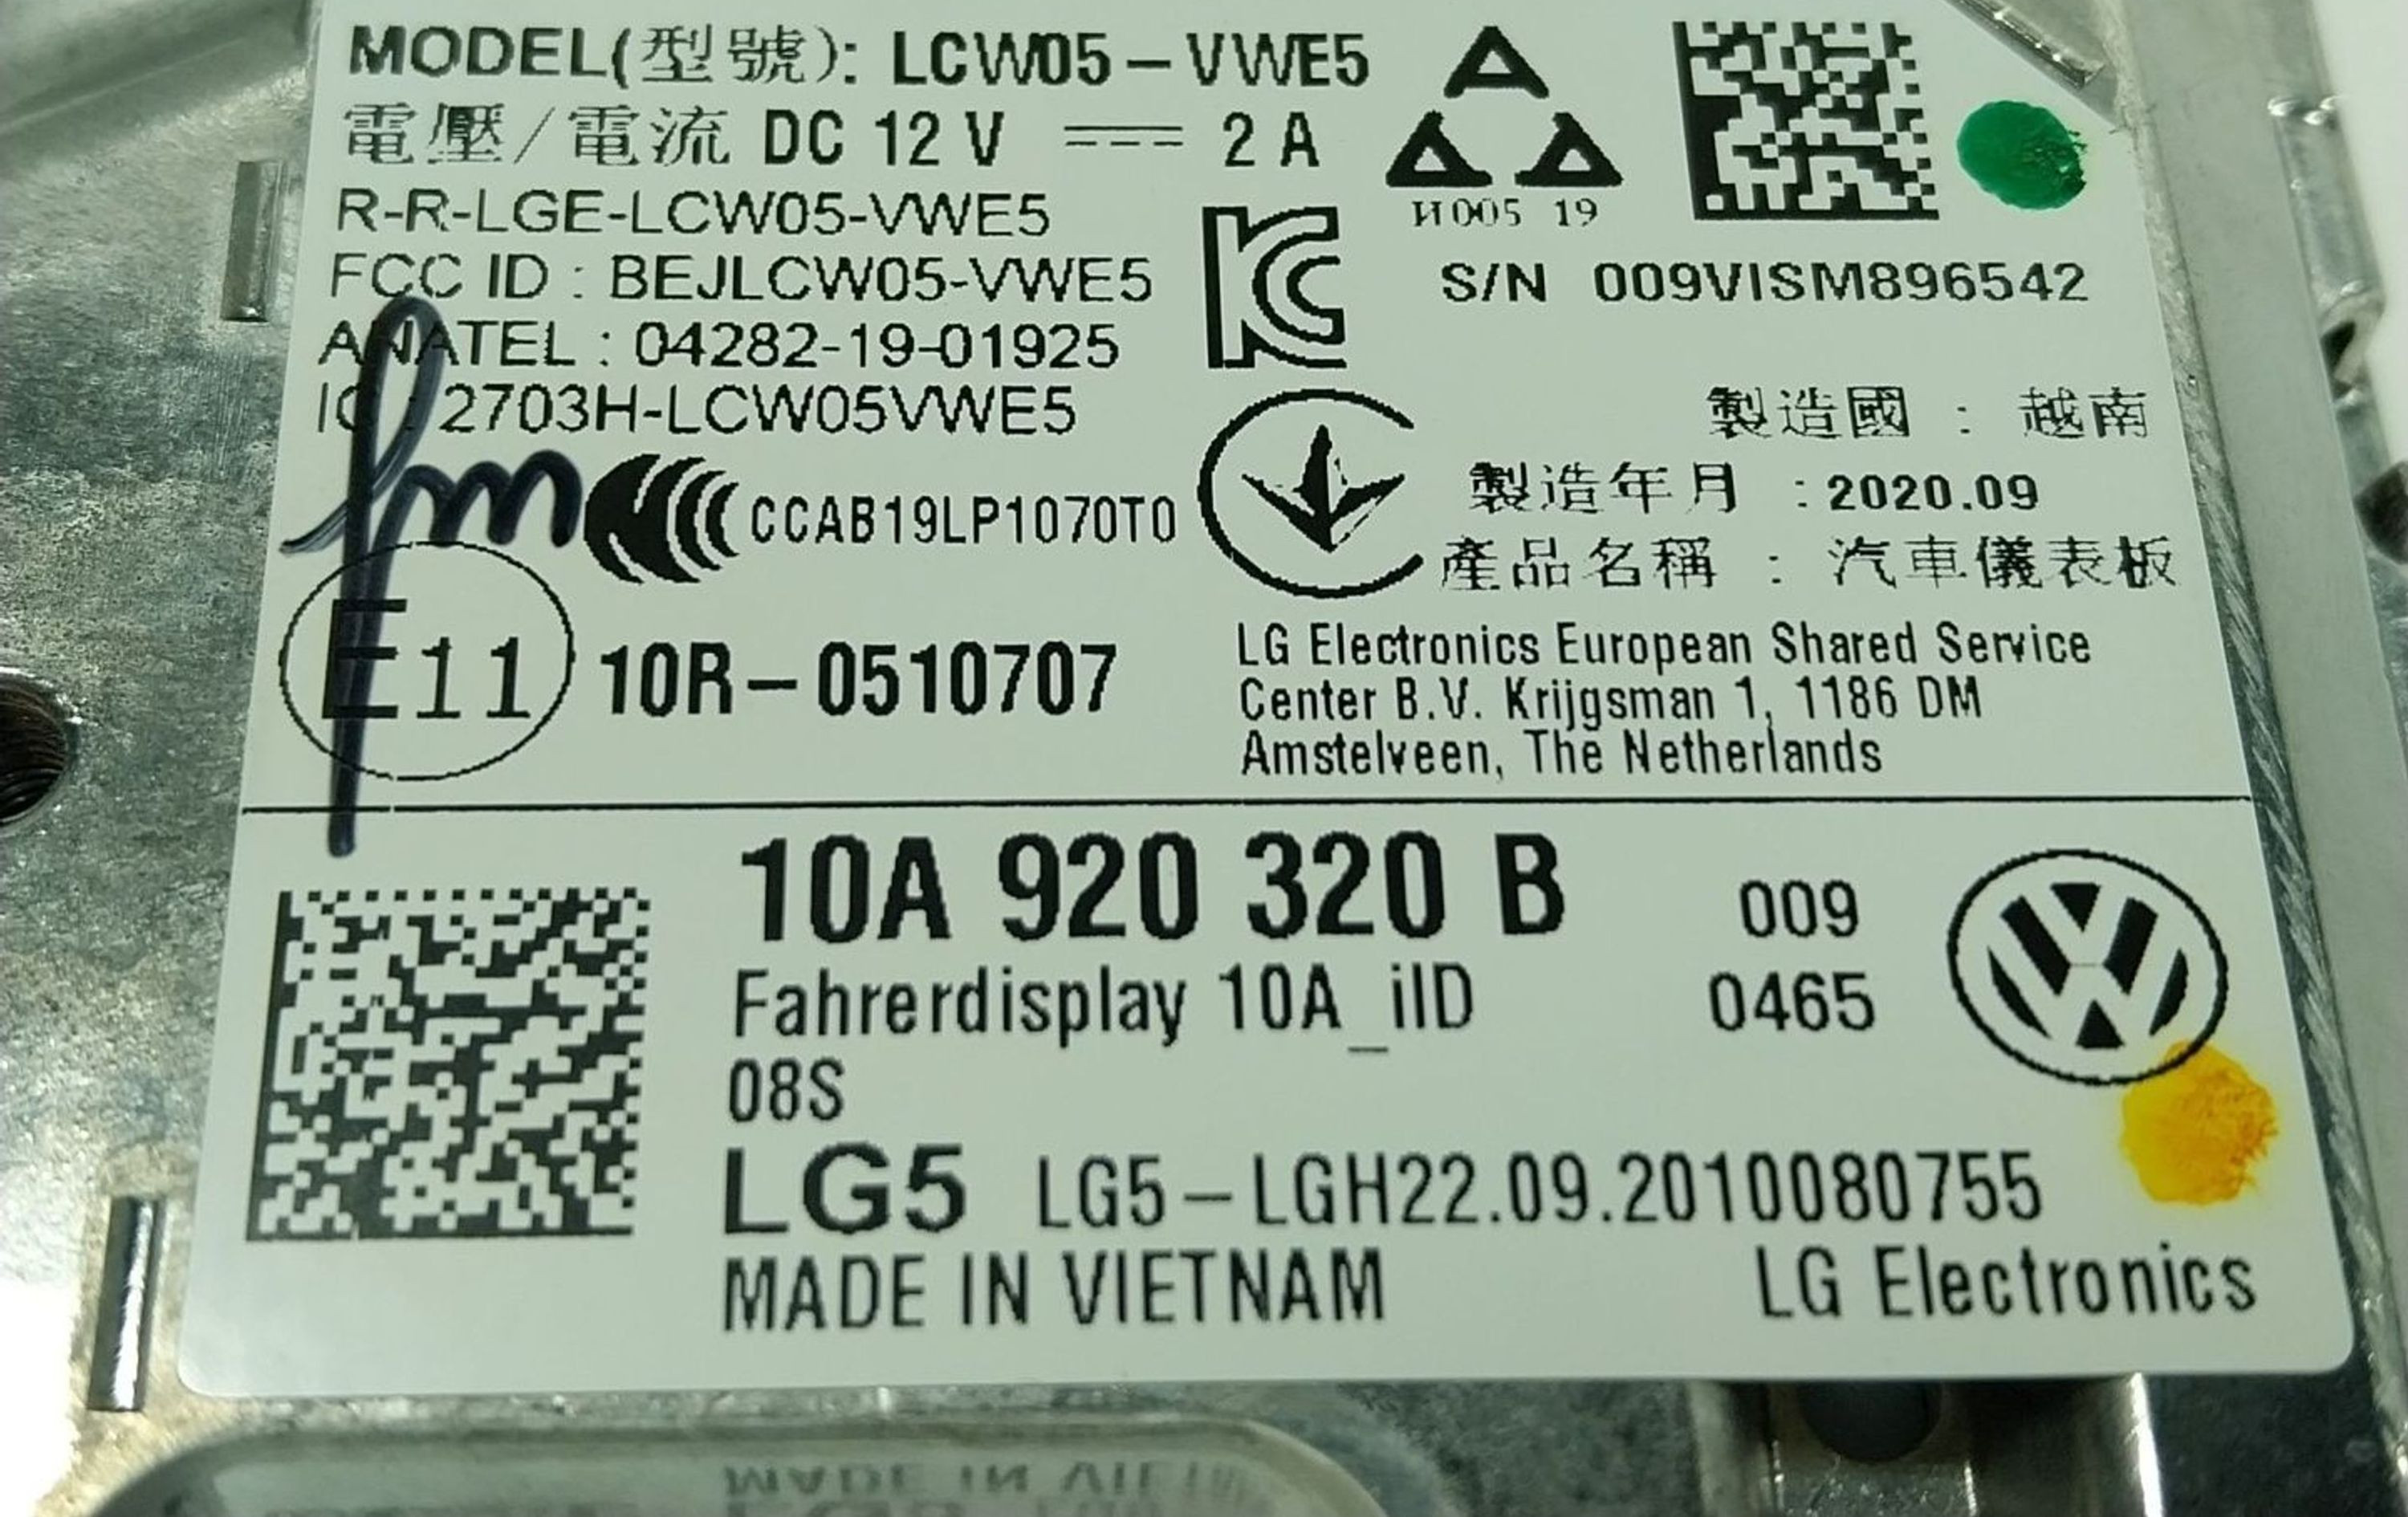 MODEL(型號): LCW05-VWE5
電壓/電流 DC 12 V 2 A
R-R-LGE-LCW05-VWE5
FCC ID : BEJLCW05-VWE5
ANATEL : 04282-19-01925
IC : 2703H-LCW05VWE5
CCAB19LP1070T0
E11 10R-0510707
005 19
S/N 009VISM896542
製造國 : 越南
製造年月 :2020.09
產品名稱 : 汽車儀表板
LG Electronics European Shared Service
Center B.V. Krijgsman 1, 1186 DM
Amstelveen, The Netherlands
10A 920 320 B 009
Fahrerdisplay 10A_iID 0465
08S
LG5 LG5-LGH22.09.2010080755
MADE IN VIETNAM LG Electronics